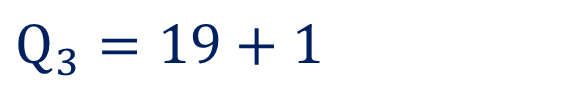 Q₃ = 19 + 1